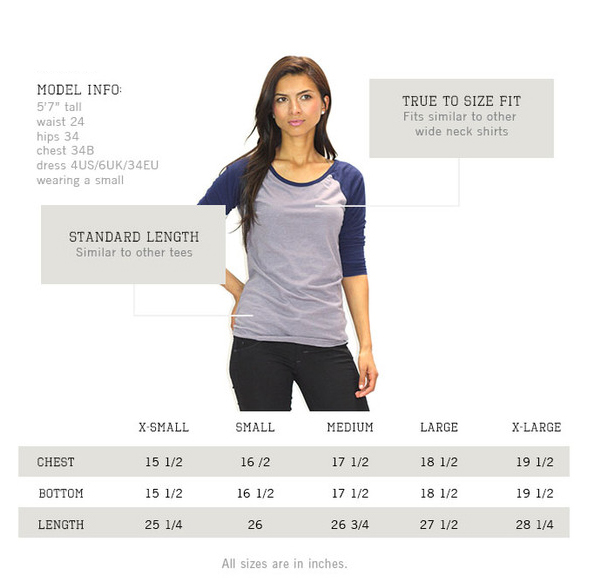 MODEL INFO:
5'7" tall
waist 24
hips 34
chest 34B
dress 4US/6UK/34EU
wearing a small
TRUE TO SIZE FIT
Fits similar to other
wide neck shirts
STANDARD LENGTH
Similar to other tees
X-SMALL SMALL MEDIUM LARGE X-LARGE
CHEST 15 1/2 16 /2 17 1/2 18 1/2 19 1/2
BOTTOM 15 1/2 16 1/2 17 1/2 18 1/2 19 1/2
LENGTH 25 1/4 26 26 3/4 27 1/2 28 1/4
All sizes are in inches.